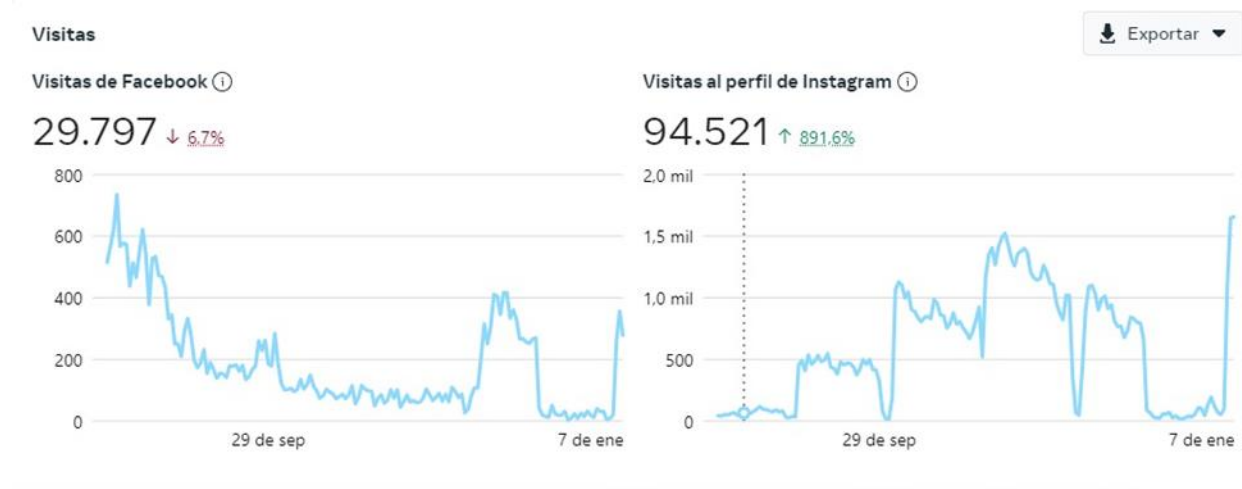 Visitas
Exportar
Visitas de Facebook
29.797 ↓ 6,7%
800
600
400
200
0
29 de sep
7 de ene
Visitas al perfil de Instagram
94.521 ↑ 891,6%
2,0 mil
1,5 mil
1,0 mil
500
0
29 de sep
7 de ene